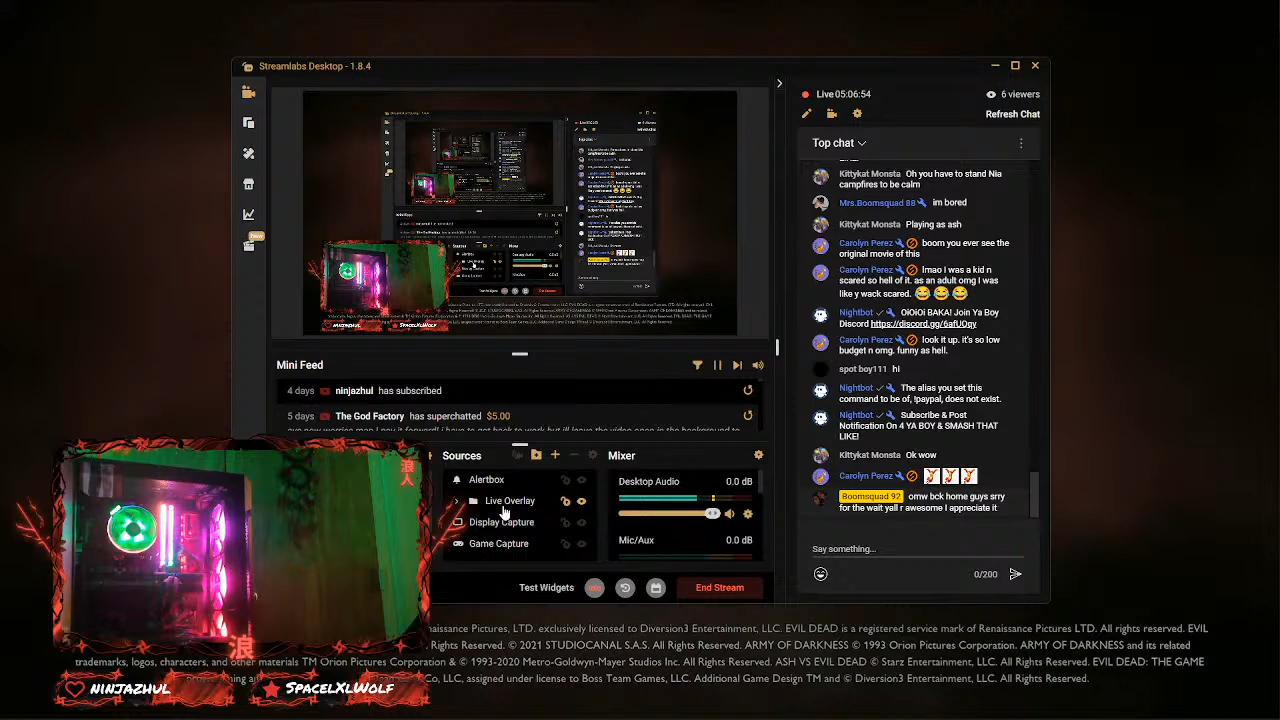 Streamlabs Desktop - 1.8.4
Live 05:06:54
6 viewers
Refresh Chat
Top chat
Kittykat Monsta Oh you have to stand Nia
campfires to be calm
Mrs.Boomsquad 88 im bored
Kittykat Monsta Playing as ash
Carolyn Perez boom you ever see the
original movie of this
Carolyn Perez lmao I was a kid n
scared so hell of it. as an adult omg I was
like y wack scared. 😂 😂 😂
Nightbot OiOiOi BAKA! Join Ya Boy
Discord https://discord.gg/6afUQgy
Carolyn Perez look it up. it's so low
budget n omg. funny as hell.
spot boy111 hi
Nightbot The alias you set this
command to be of, !paypal, does not exist.
Nightbot Subscribe & Post
Notification On 4 YA BOY & SMASH THAT
LIKE!
Kittykat Monsta Ok wow
Carolyn Perez
Boomsquad 92 omw bck home guys srry
for the wait yall r awesome I appreciate it
Say something...
0/200
Mini Feed
4 days ninjazhul has subscribed
5 days The God Factory has superchatted $5.00
Sources
Alertbox
Live Overlay
Display Capture
Game Capture
Mixer
Desktop Audio 0.0 dB
Mic/Aux 0.0 dB
Test Widgets
End Stream
New
浪人
浪
ninjazhul
SpacelXlWolf
naissance Pictures, LTD. exclusively licensed to Diversion3 Entertainment, LLC. EVIL DEAD is a registered service mark of Renaissance Pictures LTD. All rights reserved. EVIL
Rights reserved. © 2021 STUDIOCANAL S.A.S. All Rights Reserved. ARMY OF DARKNESS © 1993 Orion Pictures Corporation. ARMY OF DARKNESS and its related
trademarks, logos, characters, and other materials TM Orion Pictures Corporation & © 1993-2020 Metro-Goldwyn-Mayer Studios Inc. All Rights Reserved. ASH VS EVIL DEAD © Starz Entertainment, LLC. All Rights Reserved. EVIL DEAD: THE GAME
Co, LLC, assigned under license to Boss Team Games, LLC. Additional Game Design TM and © Diversion3 Entertainment, LLC. All Rights Reserved.